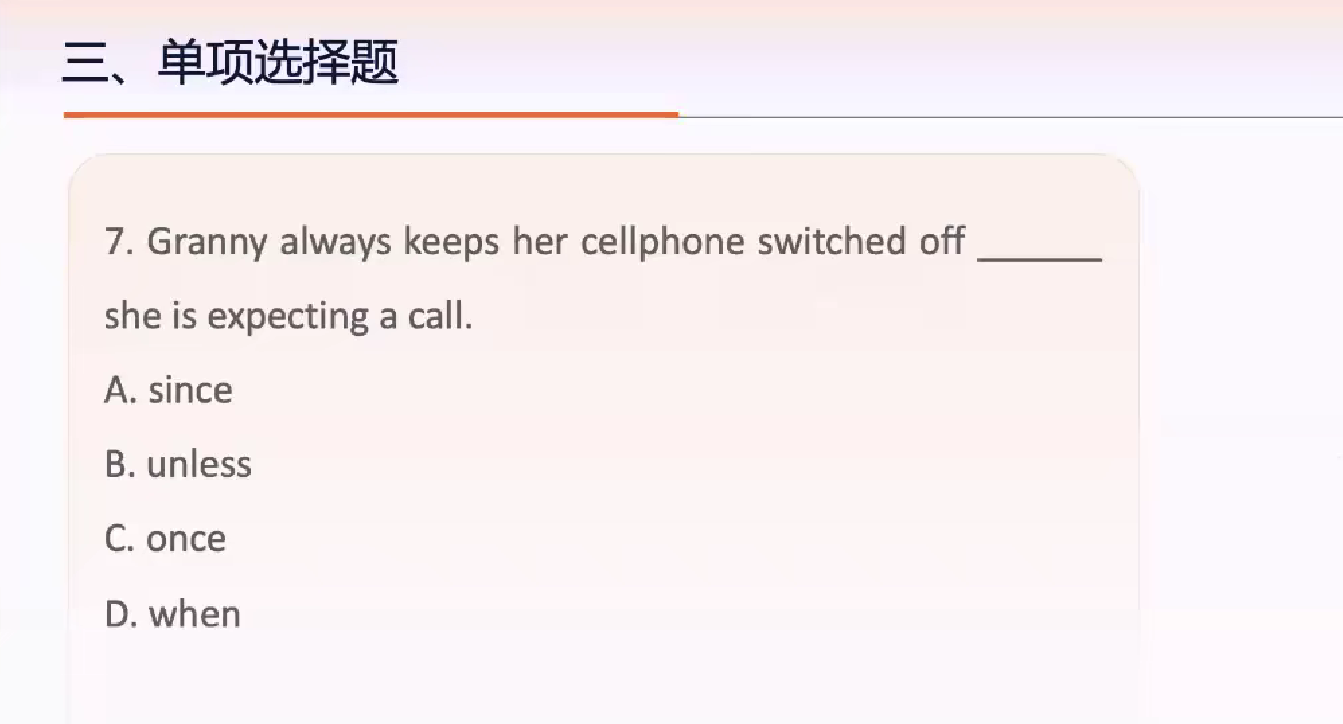 三、单项选择题
7. Granny always keeps her cellphone switched off ______
she is expecting a call.
A. since
B. unless
C. once
D. when